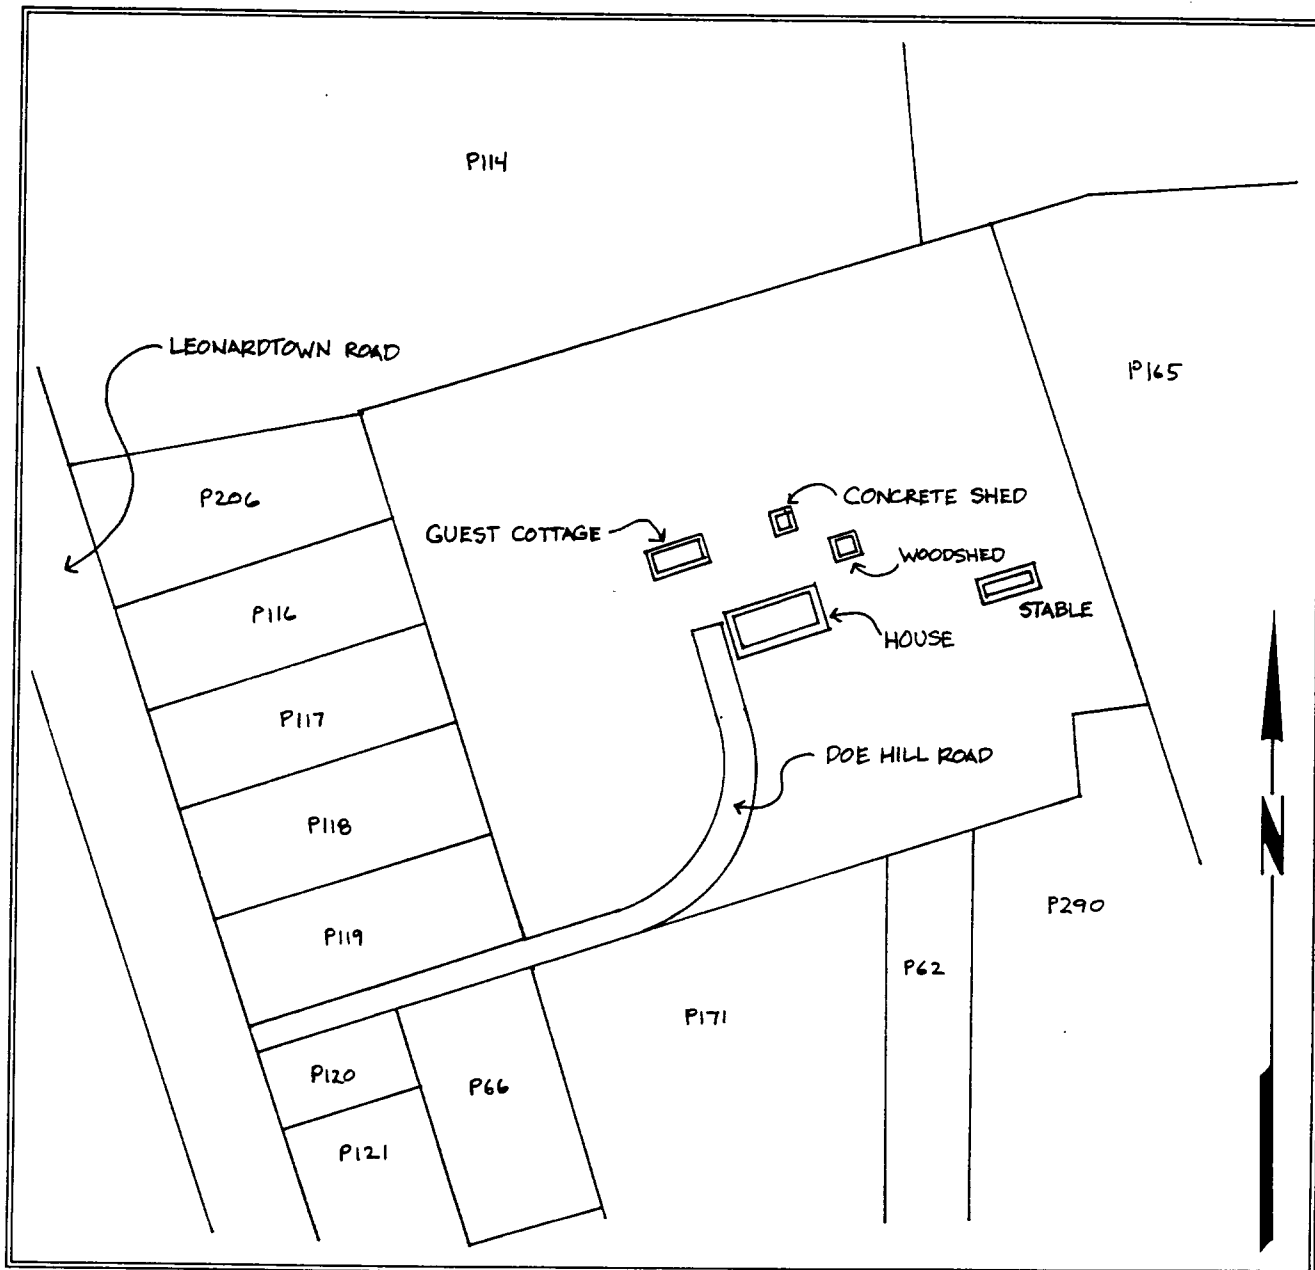 P114
LEONARDTOWN ROAD
P165
P206
CONCRETE SHED
GUEST COTTAGE
WOODSHED
P116
STABLE
HOUSE
P117
DOE HILL ROAD
P118
N
P290
P119
P62
P171
P120
P66
P121